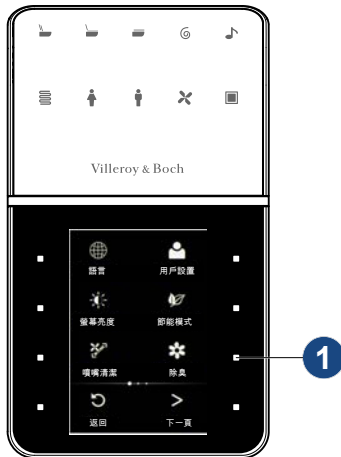 Villeroy & Boch
語言 用戶設置
螢幕亮度 節能模式
噴嘴清潔 除臭
1
返回 下一頁